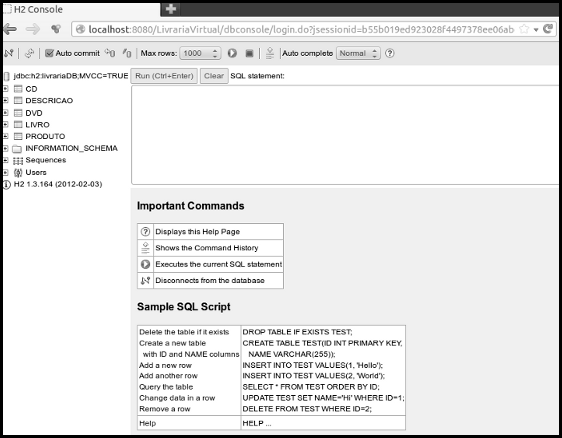 H2 Console
localhost:8080/LivrariaVirtual/dbconsole/login.do?jsessionid=b55b019ed923028f4497378ee06ab
Auto commit Max rows: 1000 Auto complete Normal
jdbc:h2:livrariaDB;MVCC=TRUE
Run (Ctrl+Enter) Clear SQL statement:
CD
DESCRICAO
DVD
LIVRO
PRODUTO
INFORMATION_SCHEMA
Sequences
Users
H2 1.3.164 (2012-02-03)
Important Commands
Displays this Help Page
Shows the Command History
Executes the current SQL statement
Disconnects from the database
Sample SQL Script
Delete the table if it exists DROP TABLE IF EXISTS TEST;
Create a new table CREATE TABLE TEST(ID INT PRIMARY KEY,
with ID and NAME columns NAME VARCHAR(255));
Add a new row INSERT INTO TEST VALUES(1, 'Hello');
Add another row INSERT INTO TEST VALUES(2, 'World');
Query the table SELECT * FROM TEST ORDER BY ID;
Change data in a row UPDATE TEST SET NAME='Hi' WHERE ID=1;
Remove a row DELETE FROM TEST WHERE ID=2;
Help HELP ...